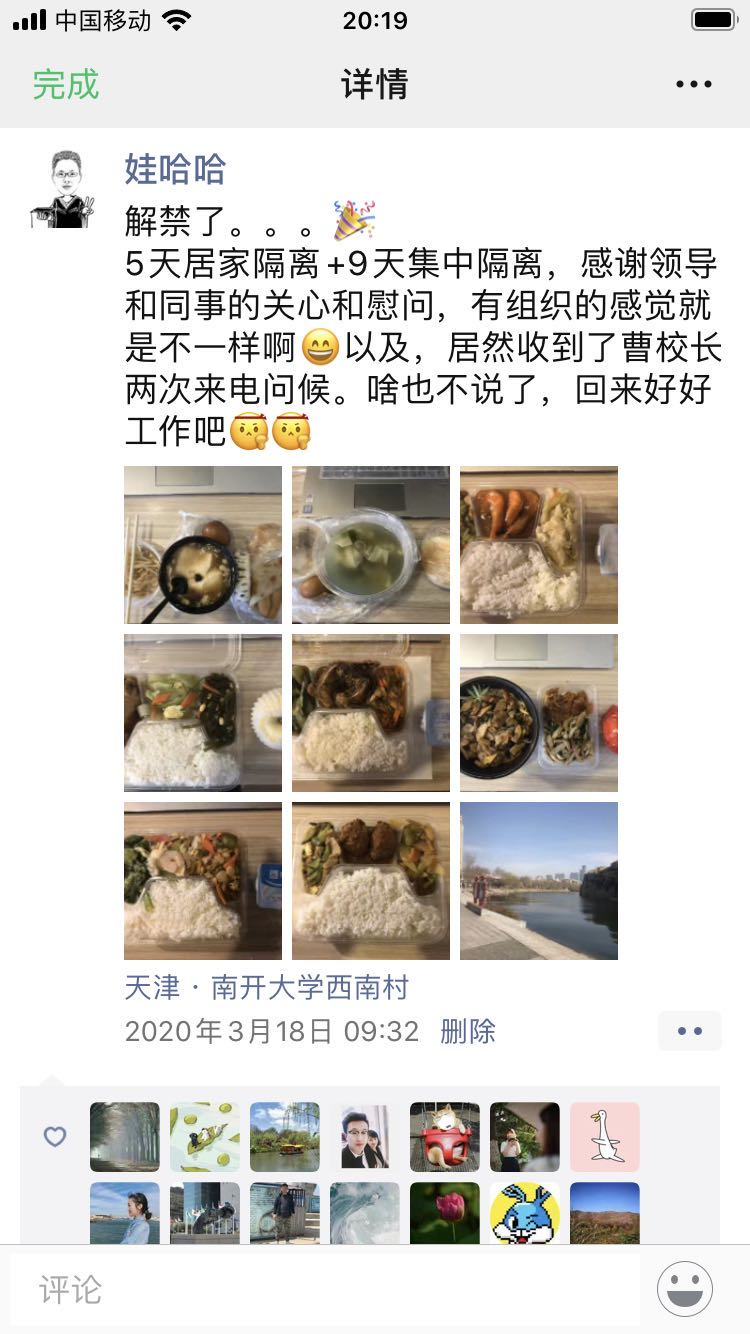 中国移动
20:19
完成
详情
娃哈哈
解禁了。。。🎉
5天居家隔离+9天集中隔离，感谢领导
和同事的关心和慰问，有组织的感觉就
是不一样啊😄以及，居然收到了曹校长
两次来电问候。啥也不说了，回来好好
工作吧
天津 · 南开大学西南村
2020年3月18日 09:32 删除
评论